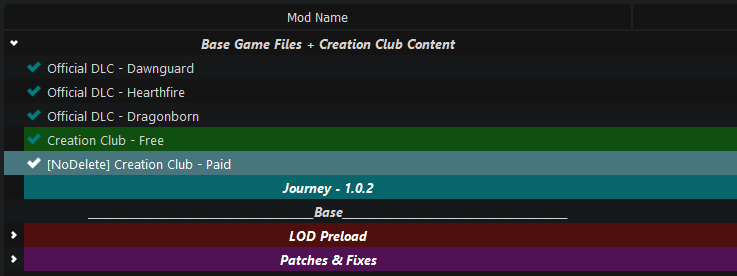 Mod Name
Base Game Files + Creation Club Content
Official DLC - Dawnguard
Official DLC - Hearthfire
Official DLC - Dragonborn
Creation Club - Free
[NoDelete] Creation Club - Paid
Journey - 1.0.2
Base
LOD Preload
Patches & Fixes